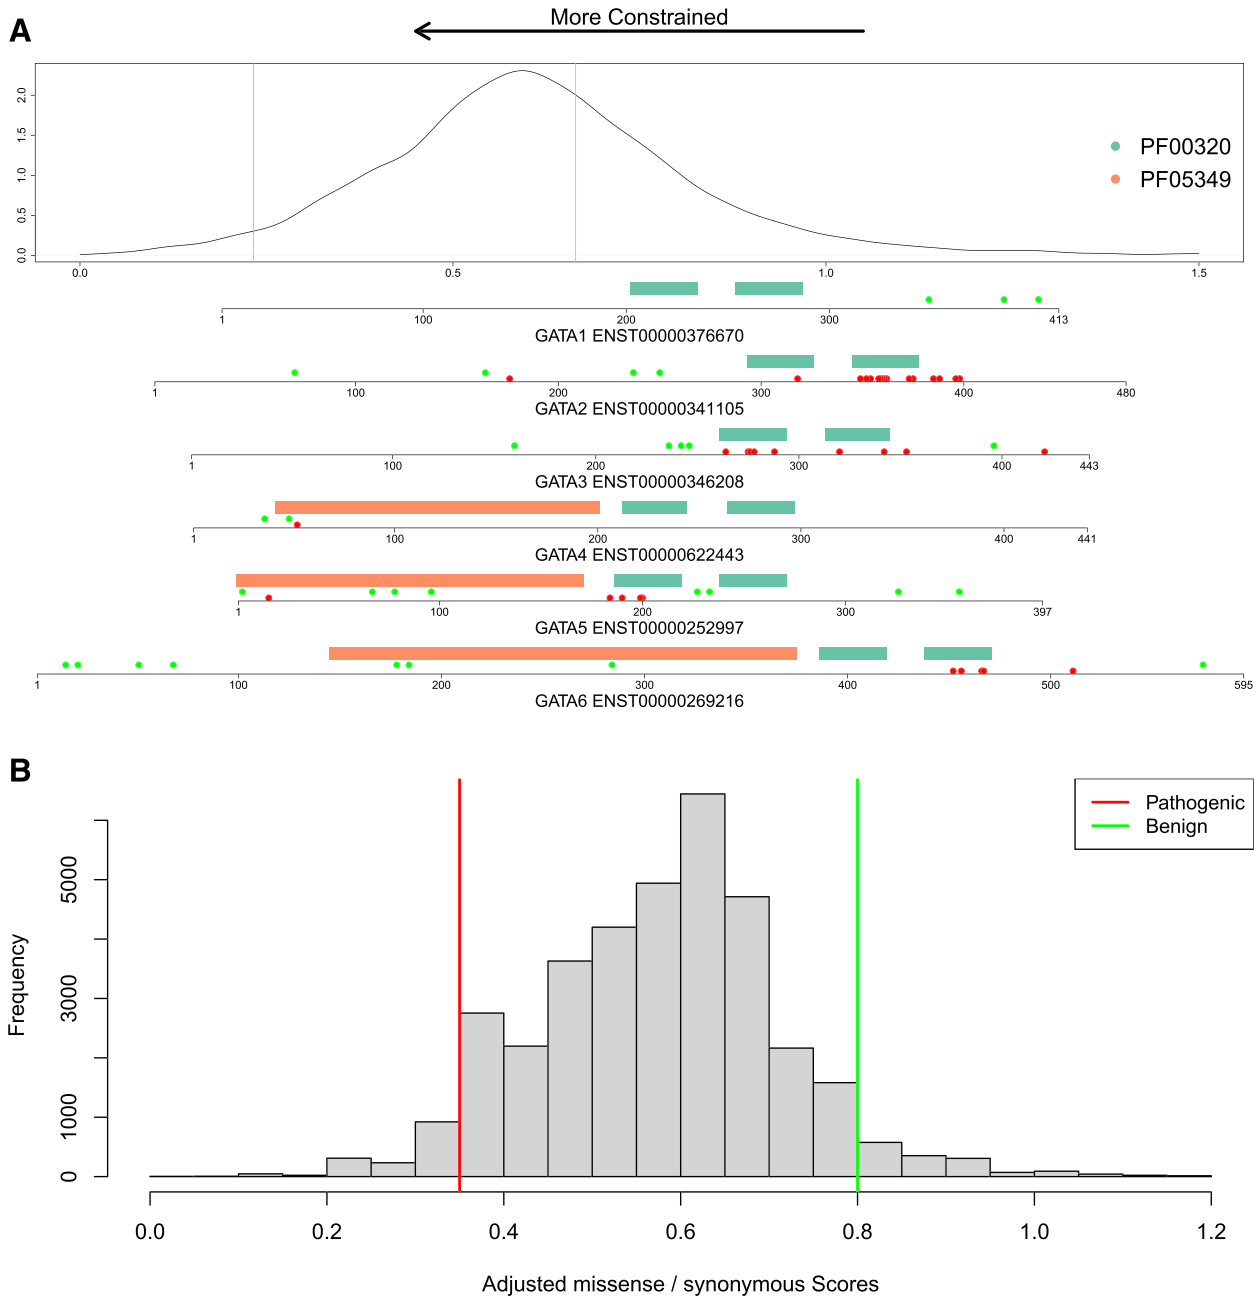 More Constrained
A
2.0
1.5
1.0
0.5
0.0
PF00320
PF05349
0.0 0.5 1.0 1.5
1 100 200 300 413
GATA1 ENST00000376670
1 100 200 300 400 480
GATA2 ENST00000341105
1 100 200 300 400 443
GATA3 ENST00000346208
1 100 200 300 400 441
GATA4 ENST00000622443
1 100 200 300 397
GATA5 ENST00000252997
1 100 200 300 400 500 595
GATA6 ENST00000269216
B
Pathogenic
Benign
Frequency
5000
3000
1000
0
0.0 0.2 0.4 0.6 0.8 1.0 1.2
Adjusted missense / synonymous Scores